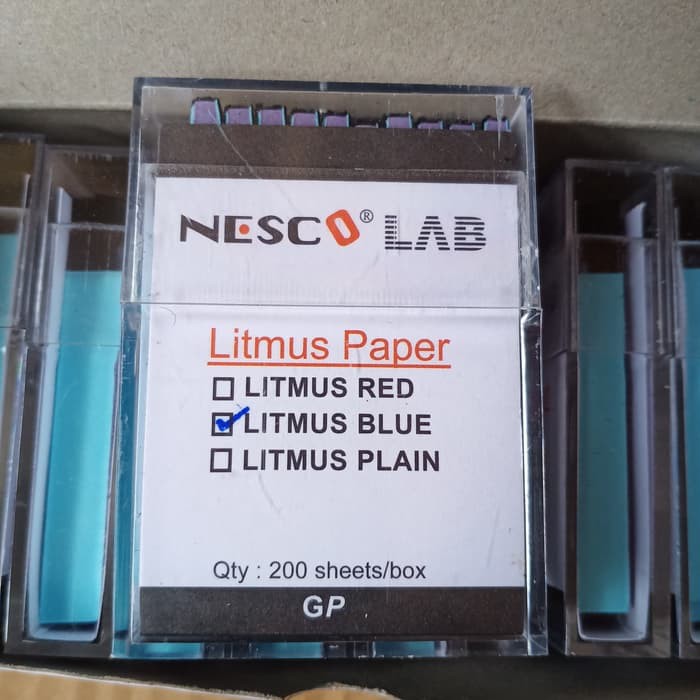 NESCO® LAB
Litmus Paper
LITMUS RED
LITMUS BLUE
LITMUS PLAIN
Qty : 200 sheets/box
GP